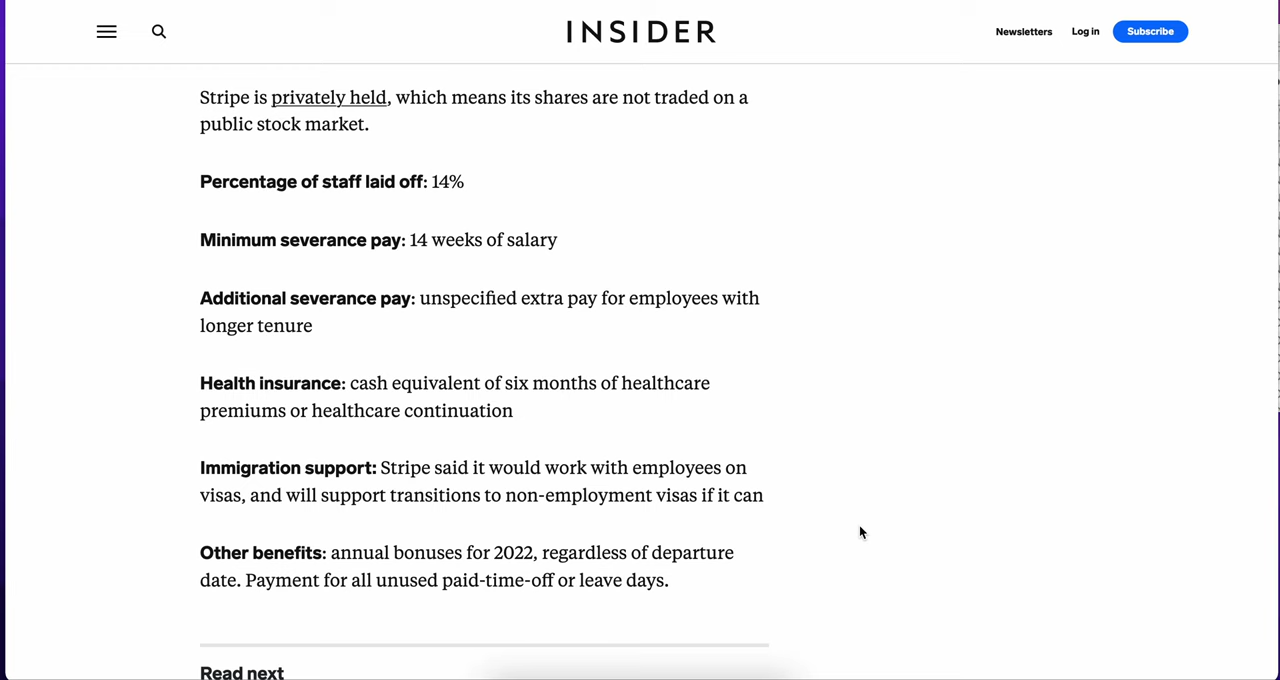 INSIDER
Newsletters
Log in
Subscribe
Stripe is privately held, which means its shares are not traded on a
public stock market.
Percentage of staff laid off: 14%
Minimum severance pay: 14 weeks of salary
Additional severance pay: unspecified extra pay for employees with
longer tenure
Health insurance: cash equivalent of six months of healthcare
premiums or healthcare continuation
Immigration support: Stripe said it would work with employees on
visas, and will support transitions to non-employment visas if it can
Other benefits: annual bonuses for 2022, regardless of departure
date. Payment for all unused paid-time-off or leave days.
Read next